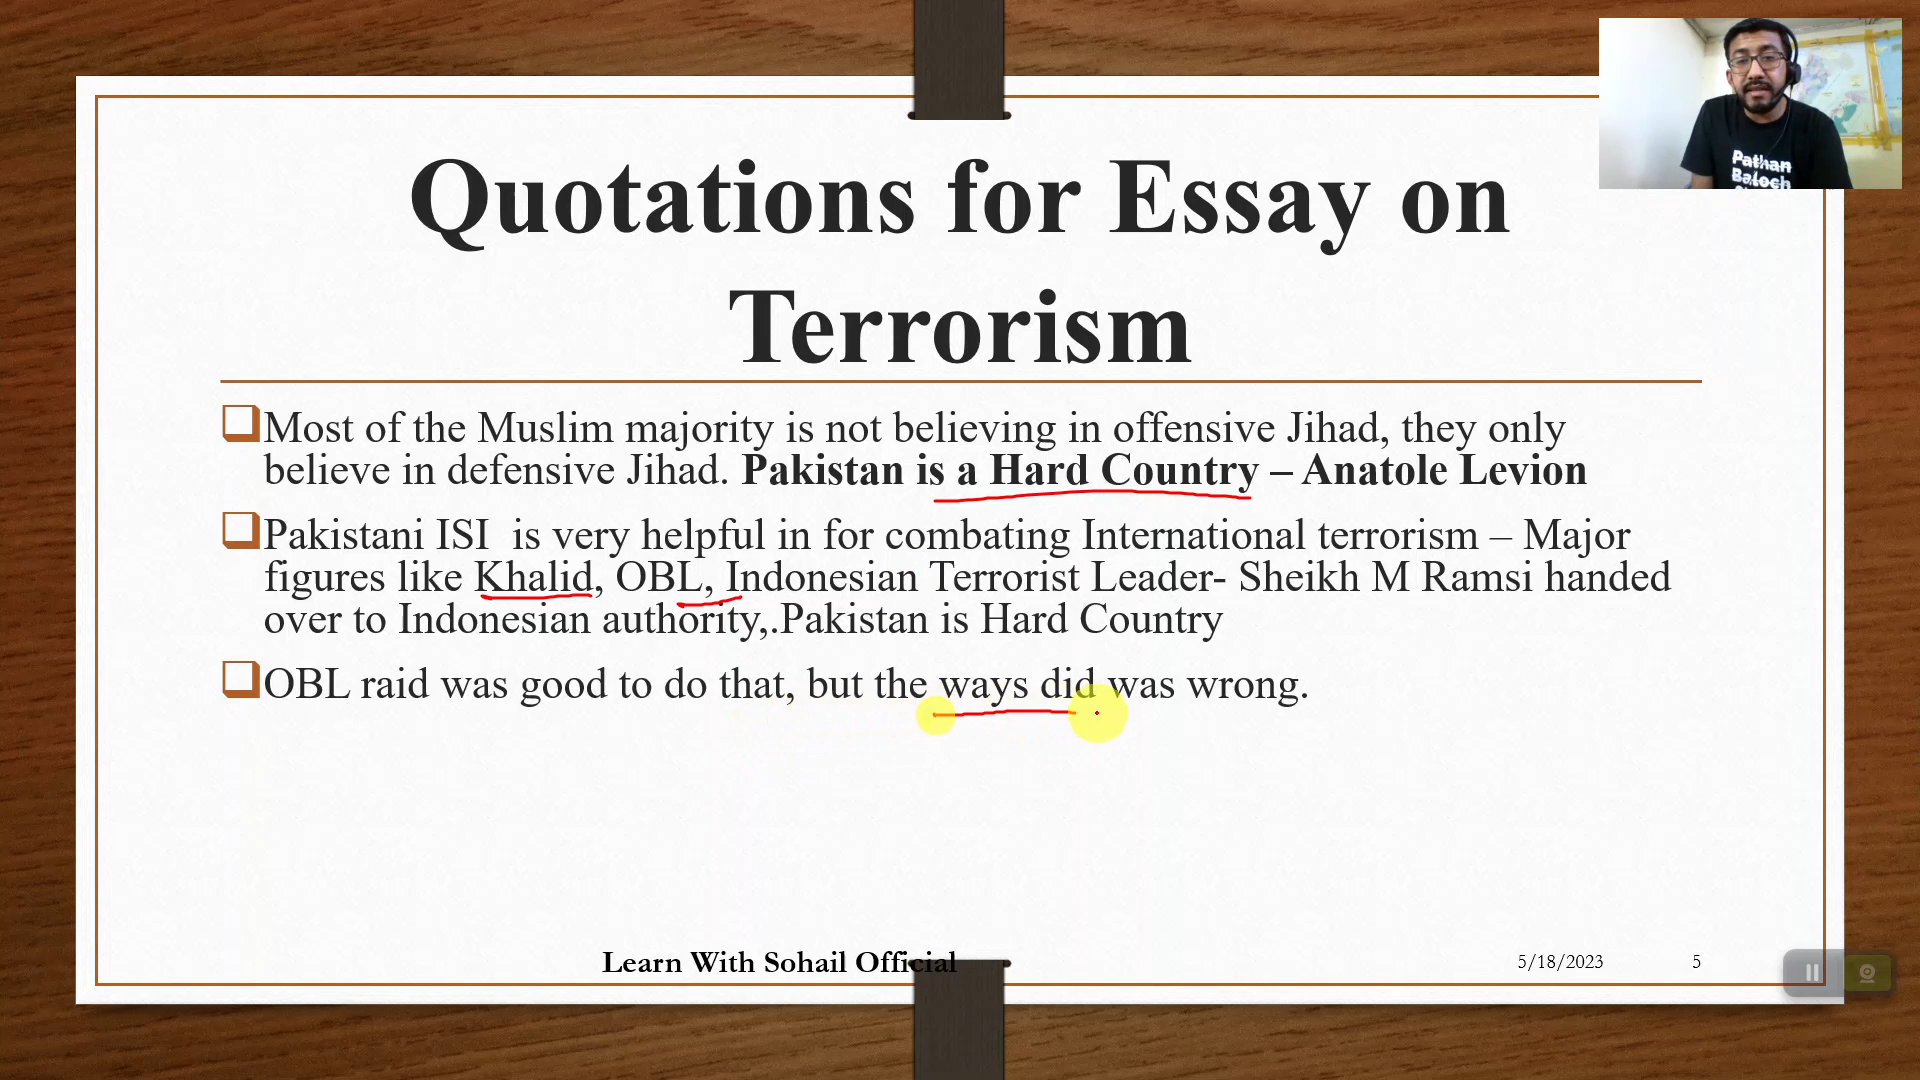 Pathan
Baloch
Quotations for Essay on
Terrorism
Most of the Muslim majority is not believing in offensive Jihad, they only
believe in defensive Jihad. Pakistan is a Hard Country – Anatole Levion
Pakistani ISI is very helpful in for combating International terrorism – Major
figures like Khalid, OBL, Indonesian Terrorist Leader- Sheikh M Ramsi handed
over to Indonesian authority,.Pakistan is Hard Country
OBL raid was good to do that, but the ways did was wrong.
Learn With Sohail Official
5/18/2023
5